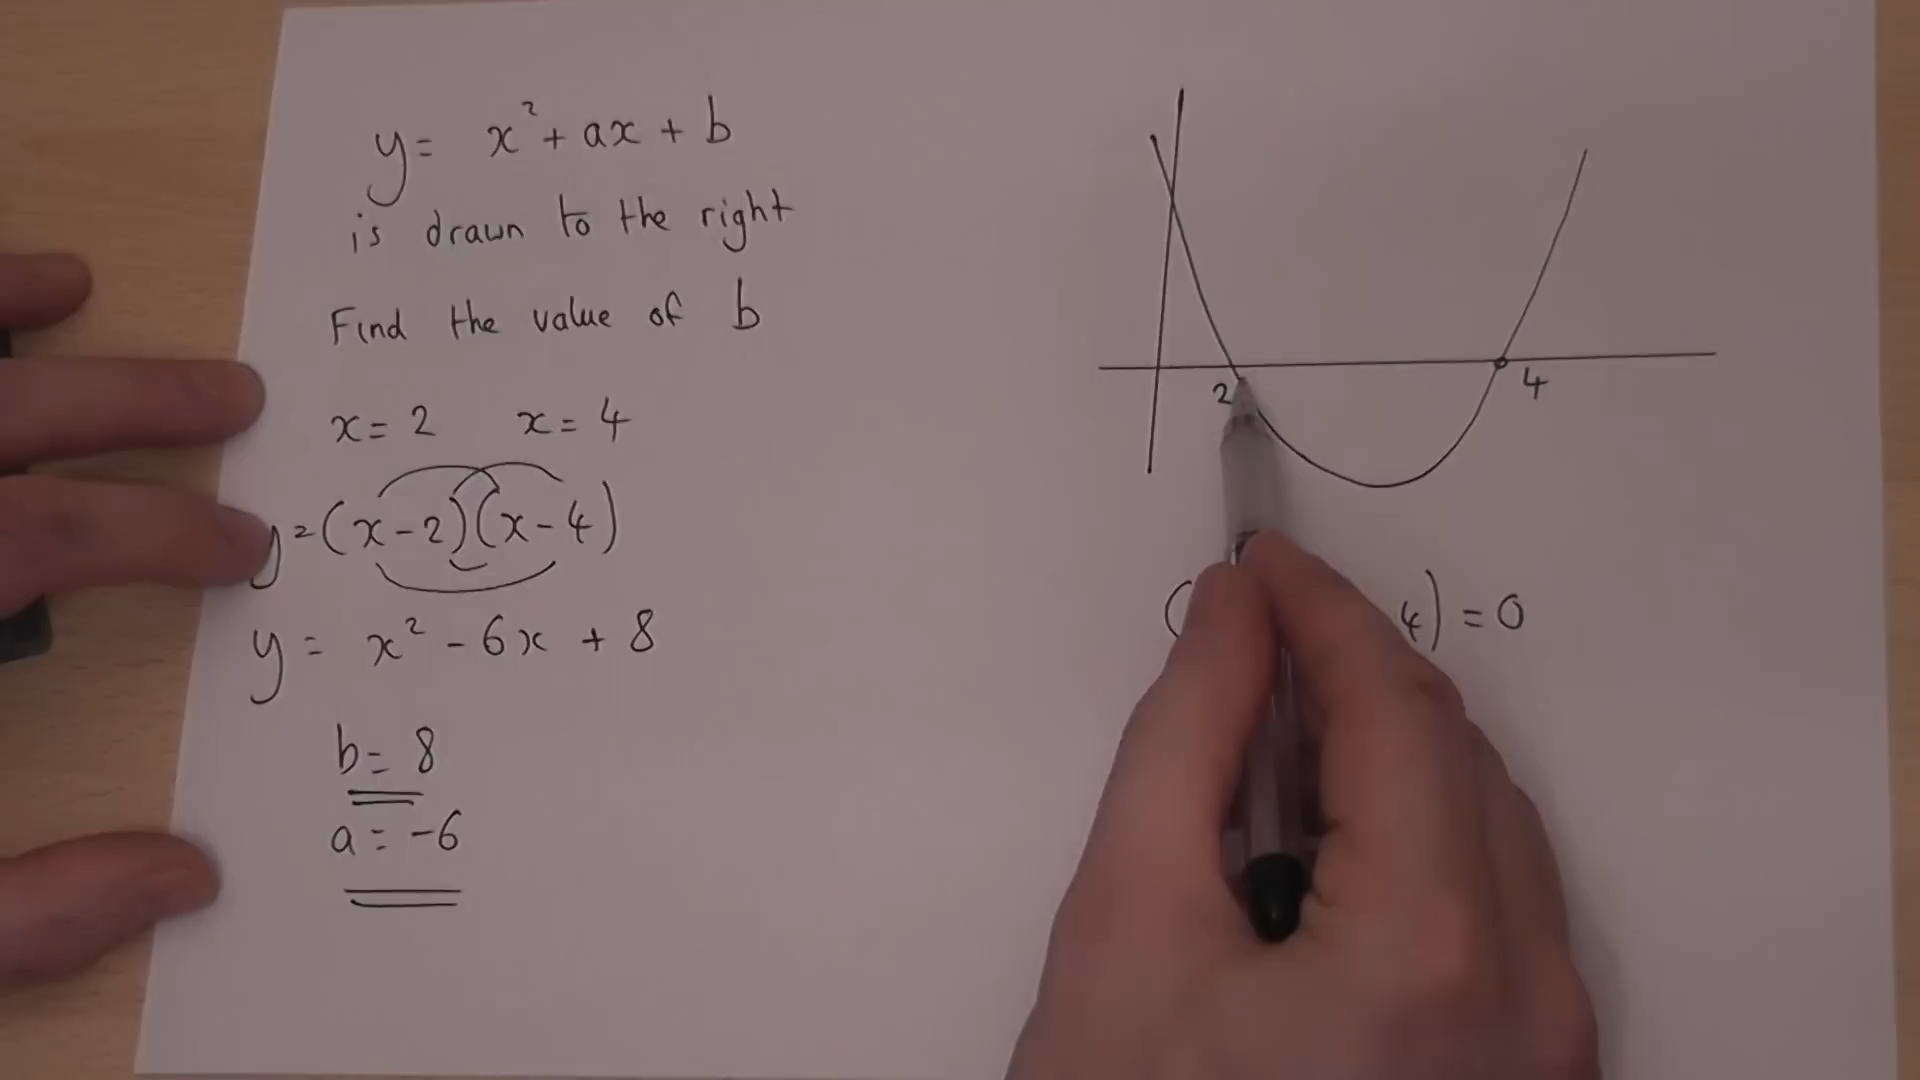 y = x² + ax + b
is drawn to the right
Find the value of b
x = 2 x = 4
y = (x - 2)(x - 4)
y = x² - 6x + 8
b = 8
a = -6
2
4
( 4) = 0